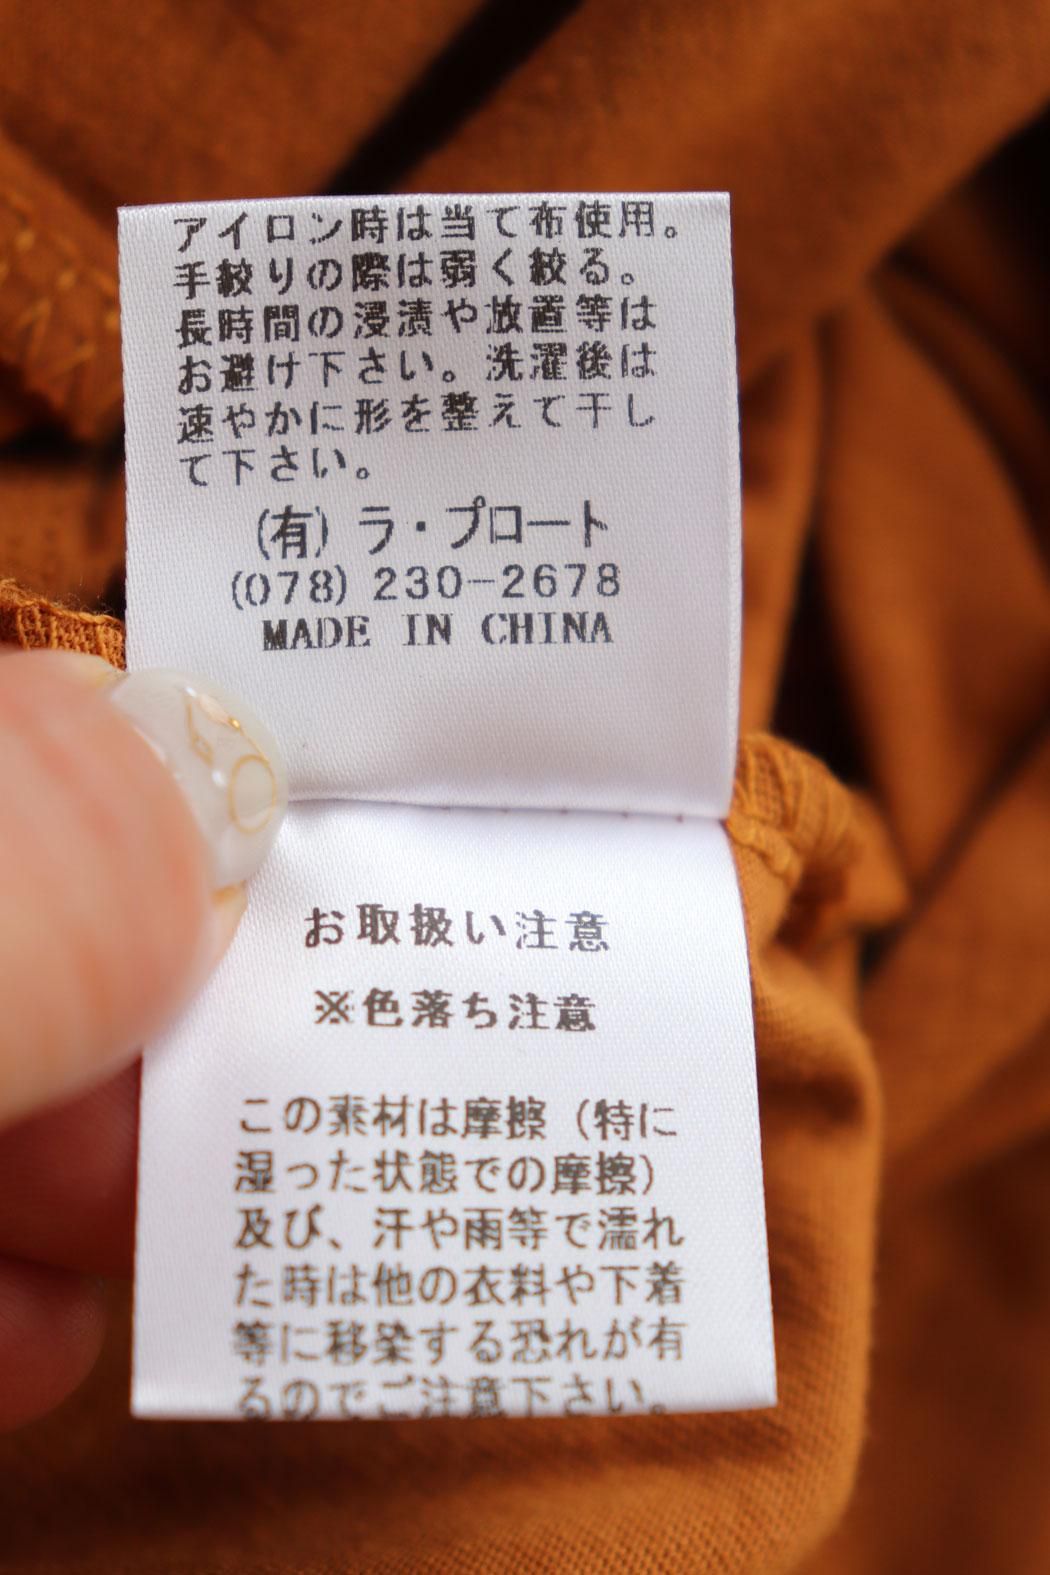 アイロン時は当て布使用。
手絞りの際は弱く絞る。
長時間の浸漬や放置等は
お避け下さい。洗濯後は
速やかに形を整えて干し
て下さい。
(有) ラ・プロート
(078) 230-2678
MADE IN CHINA
お取扱い注意
※色落ち注意
この素材は摩擦（特に
湿った状態での摩擦）
及び、汗や雨等で濡れ
た時は他の衣料や下着
等に移染する恐れが有
るのでご注意下さい。